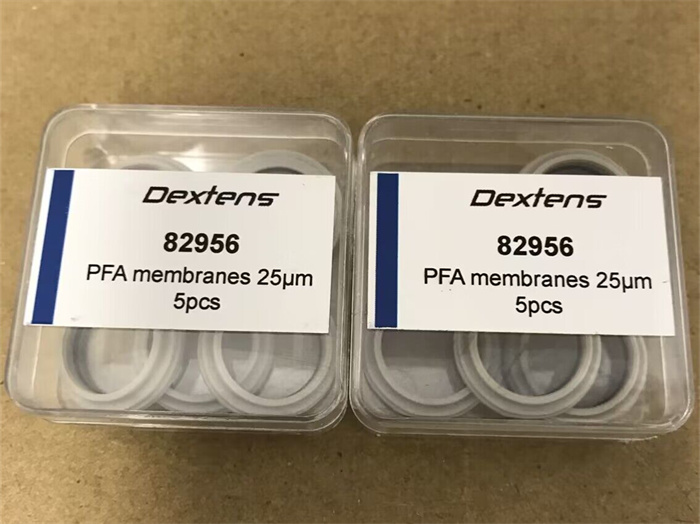 Dextens
82956
PFA membranes 25µm
5pcs
Dextens
82956
PFA membranes 25µm
5pcs